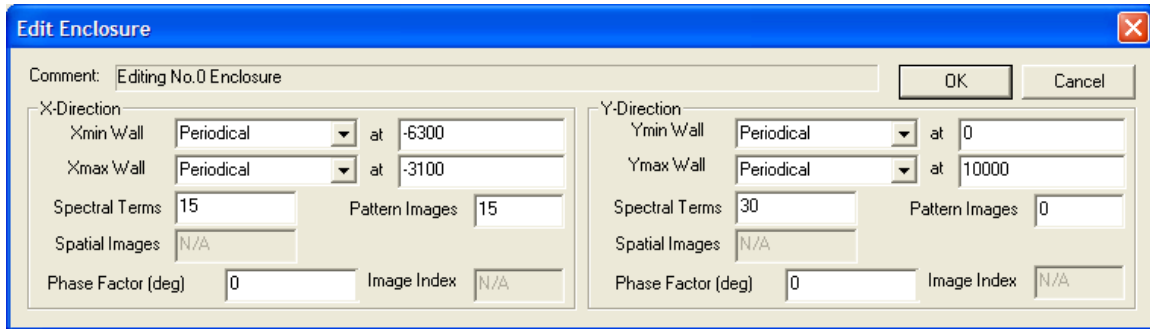 Edit Enclosure
Comment: Editing No.0 Enclosure
OK Cancel
X-Direction
Xmin Wall Periodical at -6300
Xmax Wall Periodical at -3100
Spectral Terms 15 Pattern Images 15
Spatial Images N/A
Phase Factor (deg) 0 Image Index N/A
Y-Direction
Ymin Wall Periodical at 0
Ymax Wall Periodical at 10000
Spectral Terms 30 Pattern Images 0
Spatial Images N/A
Phase Factor (deg) 0 Image Index N/A